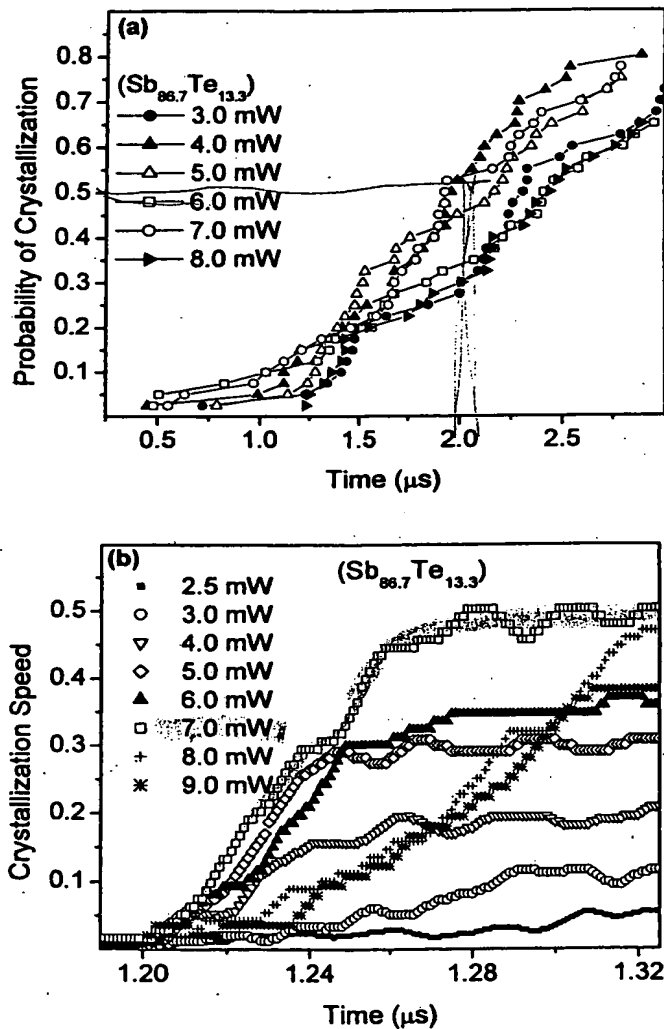 (a)
0.8
0.7
0.6
0.5
0.4
0.3
0.2
0.1
Probability of Crystallization
(Sb86.7Te13.3)
3.0 mW
4.0 mW
5.0 mW
6.0 mW
7.0 mW
8.0 mW
0.5 1.0 1.5 2.0 2.5
Time (μs)
(b)
0.5
0.4
0.3
0.2
0.1
Crystallization Speed
(Sb86.7Te13.3)
2.5 mW
3.0 mW
4.0 mW
5.0 mW
6.0 mW
7.0 mW
8.0 mW
9.0 mW
1.20 1.24 1.28 1.32
Time (μs)